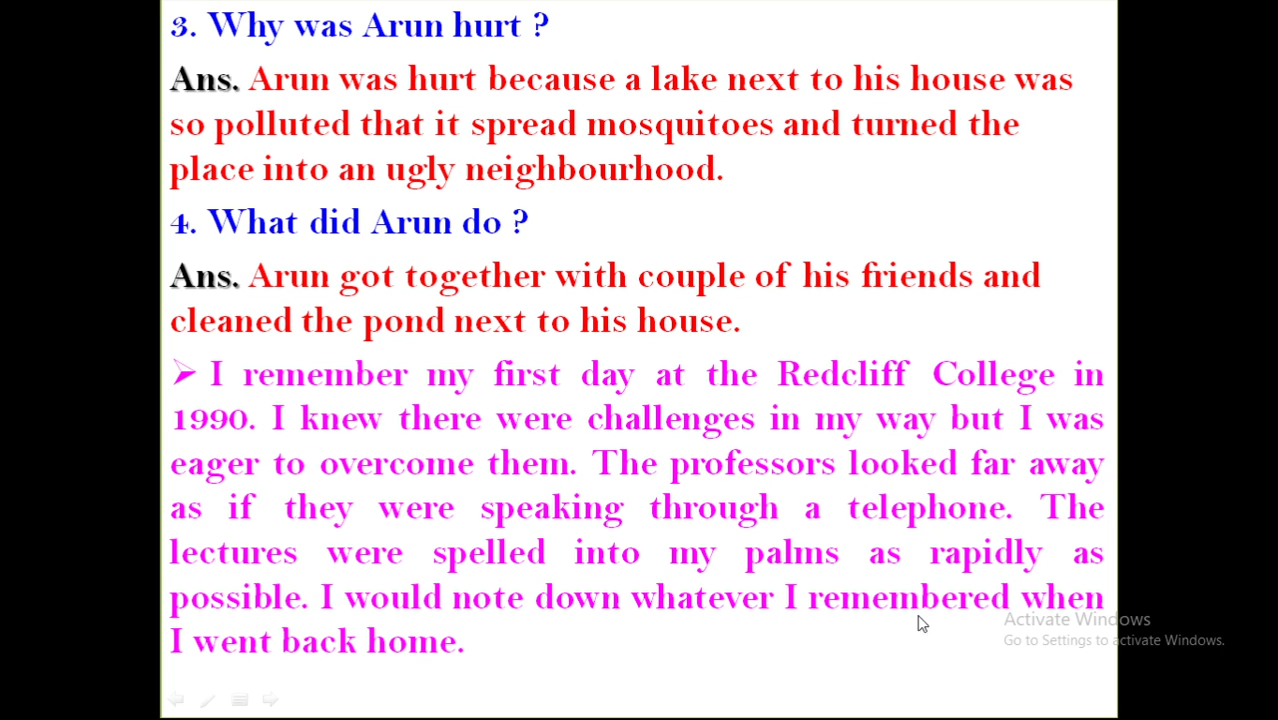 3. Why was Arun hurt ?
Ans. Arun was hurt because a lake next to his house was
so polluted that it spread mosquitoes and turned the
place into an ugly neighbourhood.
4. What did Arun do ?
Ans. Arun got together with couple of his friends and
cleaned the pond next to his house.
➢ I remember my first day at the Redcliff College in
1990. I knew there were challenges in my way but I was
eager to overcome them. The professors looked far away
as if they were speaking through a telephone. The
lectures were spelled into my palms as rapidly as
possible. I would note down whatever I remembered when
I went back home.
Activate Windows
Go to Settings to activate Windows.